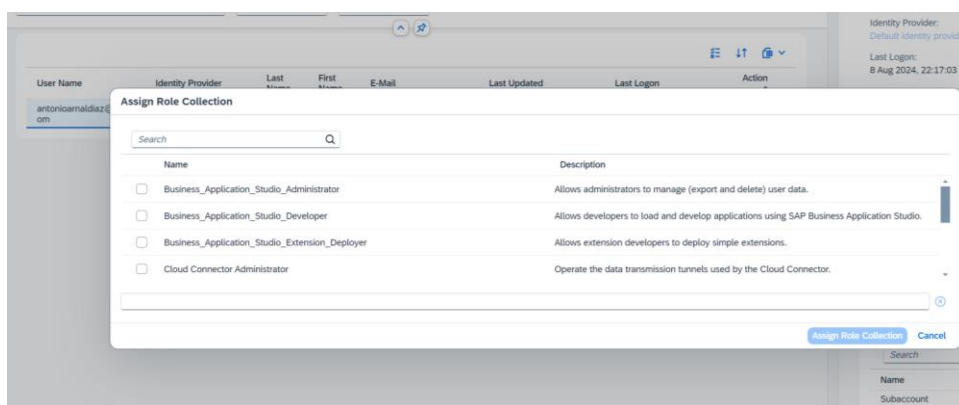 Identity Provider:
Default identity provid
Last Logon:
8 Aug 2024, 22:17:03
User Name Identity Provider Last Name First Name E-Mail Last Updated Last Logon Action
antonioarnaldiaz@
om
Assign Role Collection
Search
Name Description
Business_Application_Studio_Administrator Allows administrators to manage (export and delete) user data.
Business_Application_Studio_Developer Allows developers to load and develop applications using SAP Business Application Studio.
Business_Application_Studio_Extension_Deployer Allows extension developers to deploy simple extensions.
Cloud Connector Administrator Operate the data transmission tunnels used by the Cloud Connector.
Assign Role Collection Cancel
Search
Name
Subaccount